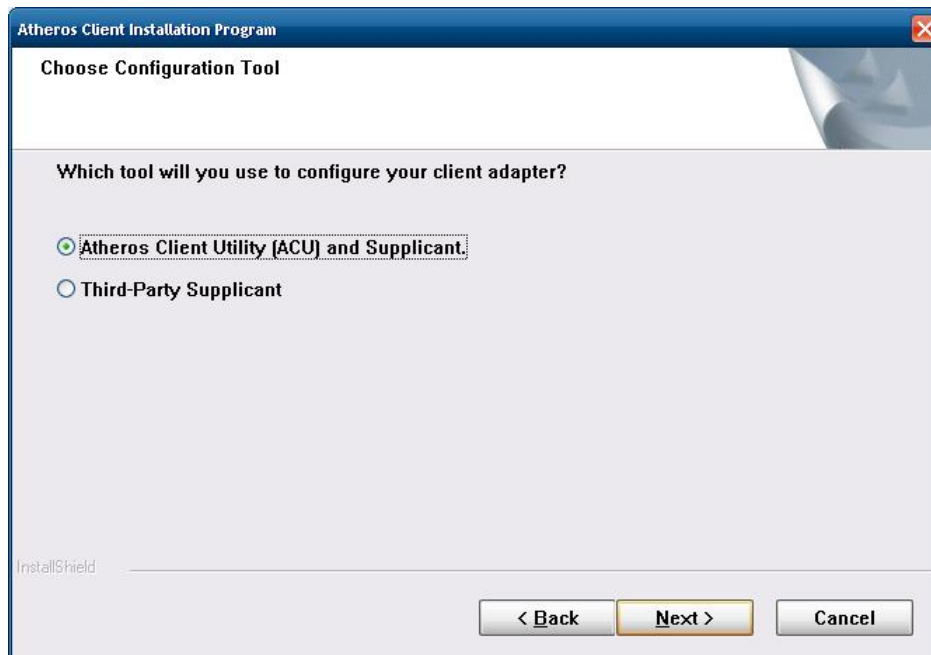 Atheros Client Installation Program
Choose Configuration Tool
Which tool will you use to configure your client adapter?
Atheros Client Utility (ACU) and Supplicant.
Third-Party Supplicant
InstallShield
< Back Next > Cancel